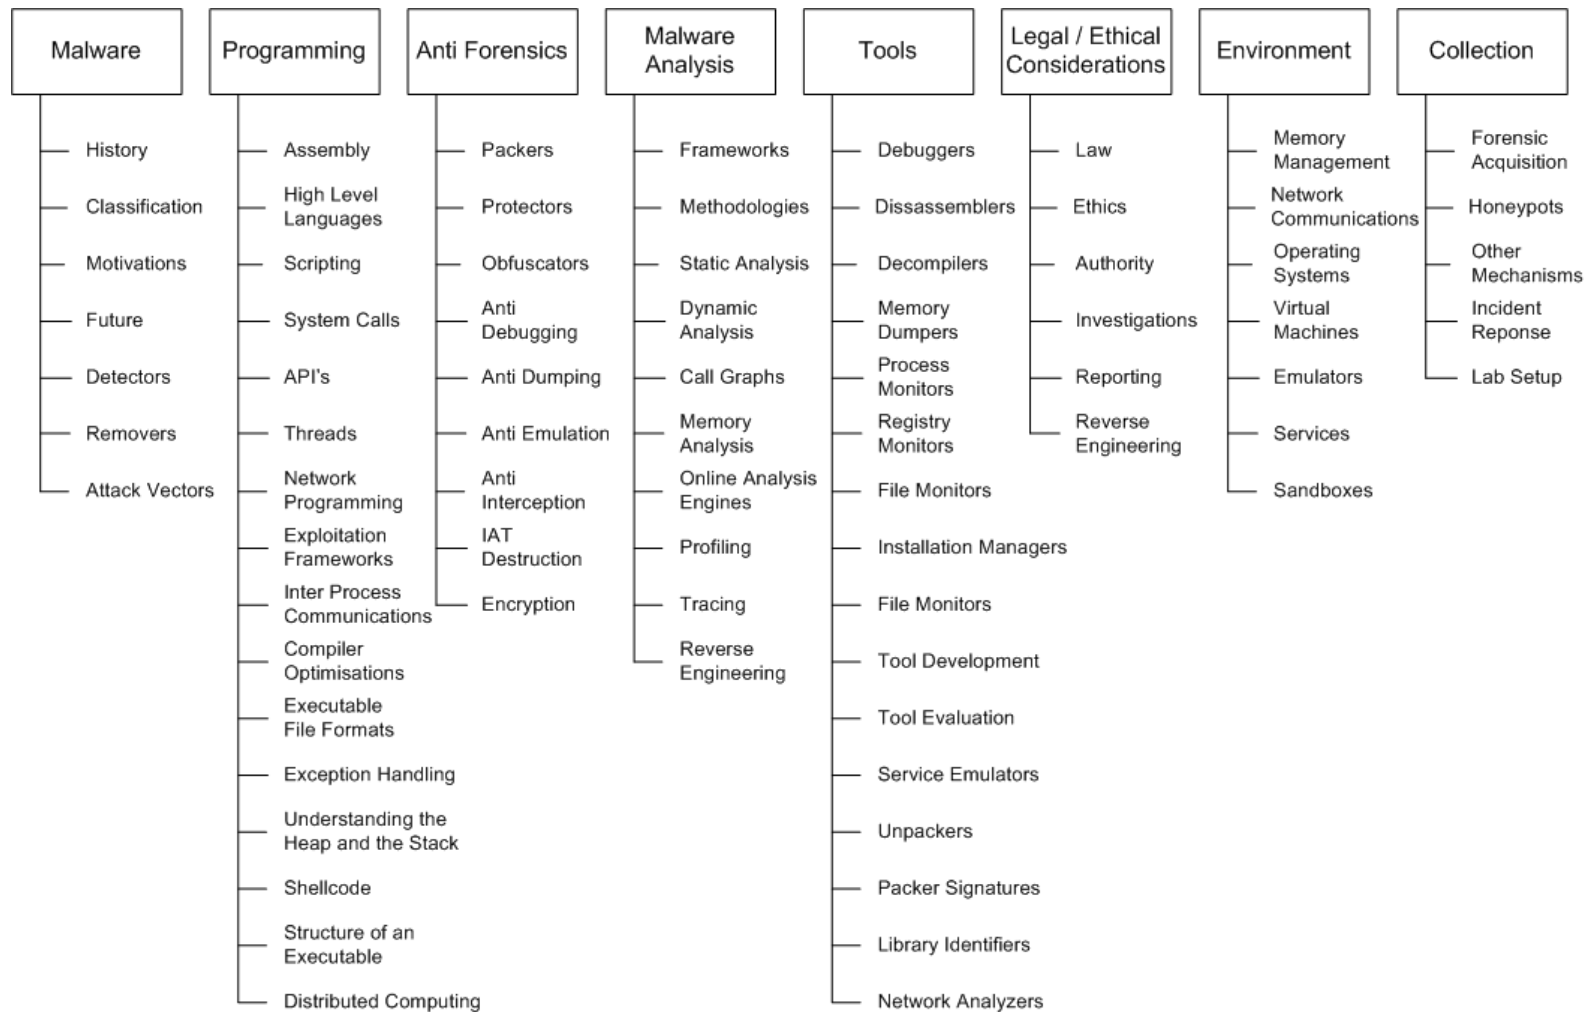 Malware
History
Classification
Motivations
Future
Detectors
Removers
Attack Vectors
Programming
Assembly
High Level
Languages
Scripting
System Calls
API's
Threads
Network
Programming
Exploitation
Frameworks
Inter Process
Communications
Compiler
Optimisations
Executable
File Formats
Exception Handling
Understanding the
Heap and the Stack
Shellcode
Structure of an
Executable
Distributed Computing
Anti Forensics
Packers
Protectors
Obfuscators
Anti
Debugging
Anti Dumping
Anti Emulation
Anti
Interception
IAT
Destruction
Encryption
Malware
Analysis
Frameworks
Methodologies
Static Analysis
Dynamic
Analysis
Call Graphs
Memory
Analysis
Online Analysis
Engines
Profiling
Tracing
Reverse
Engineering
Tools
Debuggers
Dissassemblers
Decompilers
Memory
Dumpers
Process
Monitors
Registry
Monitors
File Monitors
Installation Managers
File Monitors
Tool Development
Tool Evaluation
Service Emulators
Unpackers
Packer Signatures
Library Identifiers
Network Analyzers
Legal / Ethical
Considerations
Law
Ethics
Authority
Investigations
Reporting
Reverse
Engineering
Environment
Memory
Management
Network
Communications
Operating
Systems
Virtual
Machines
Emulators
Services
Sandboxes
Collection
Forensic
Acquisition
Honeypots
Other
Mechanisms
Incident
Reponse
Lab Setup